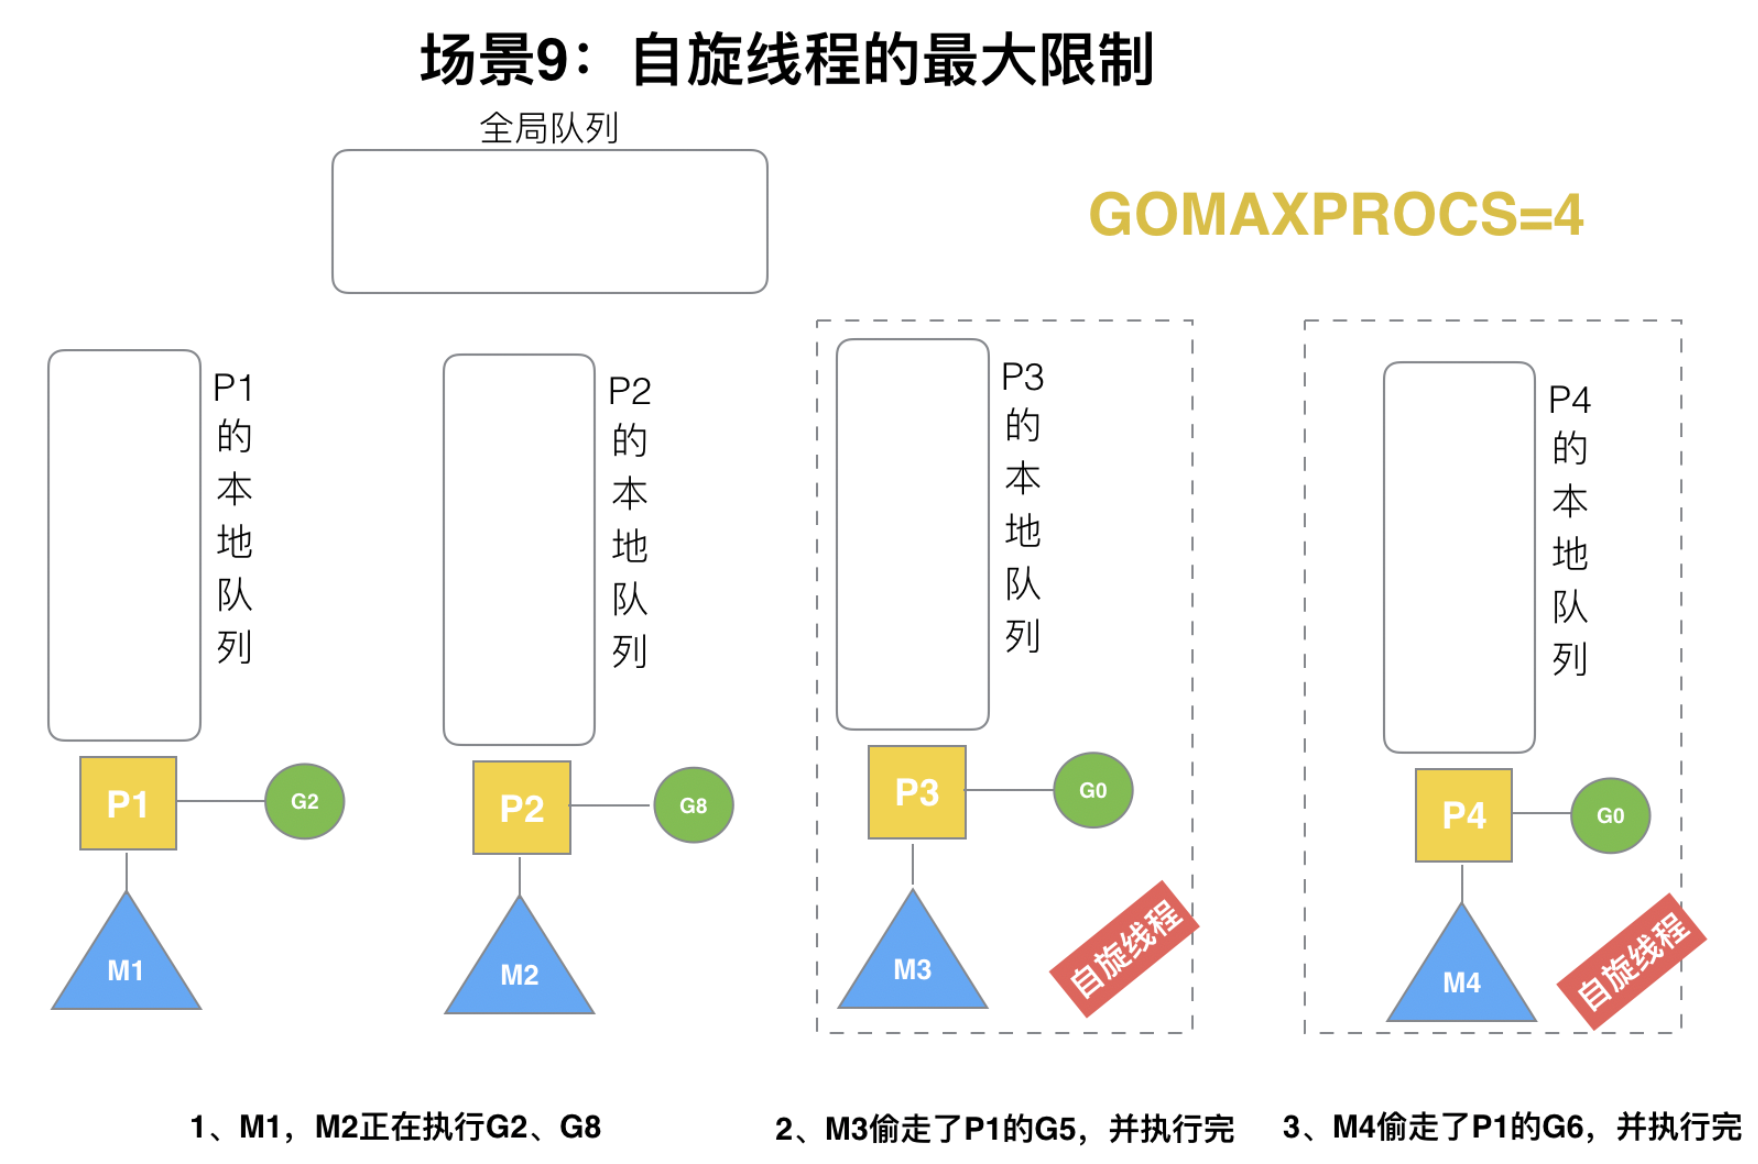 场景9：自旋线程的最大限制
全局队列
GOMAXPROCS=4
P1的本地队列
P2的本地队列
P3的本地队列
P4的本地队列
P1
G2
P2
G8
P3
G0
P4
G0
M1
M2
M3
自旋线程
M4
自旋线程
1、M1，M2正在执行G2、G8
2、M3偷走了P1的G5，并执行完
3、M4偷走了P1的G6，并执行完